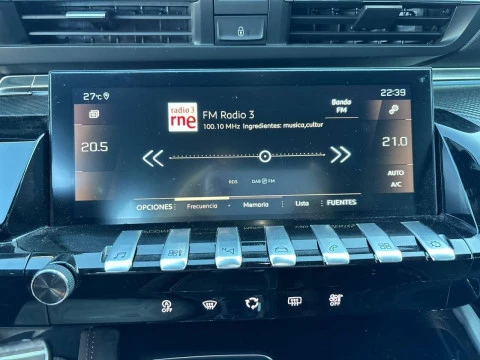 27°C
22:39
radio 3
rne
FM Radio 3
100.10 MHz Ingredientes: musica,cultur
Banda
FM
20.5
21.0
RDS
DAB FM
AUTO
A/C
OPCIONES
Frecuencia
Memoria
Lista
FUENTES
OFF
OFF